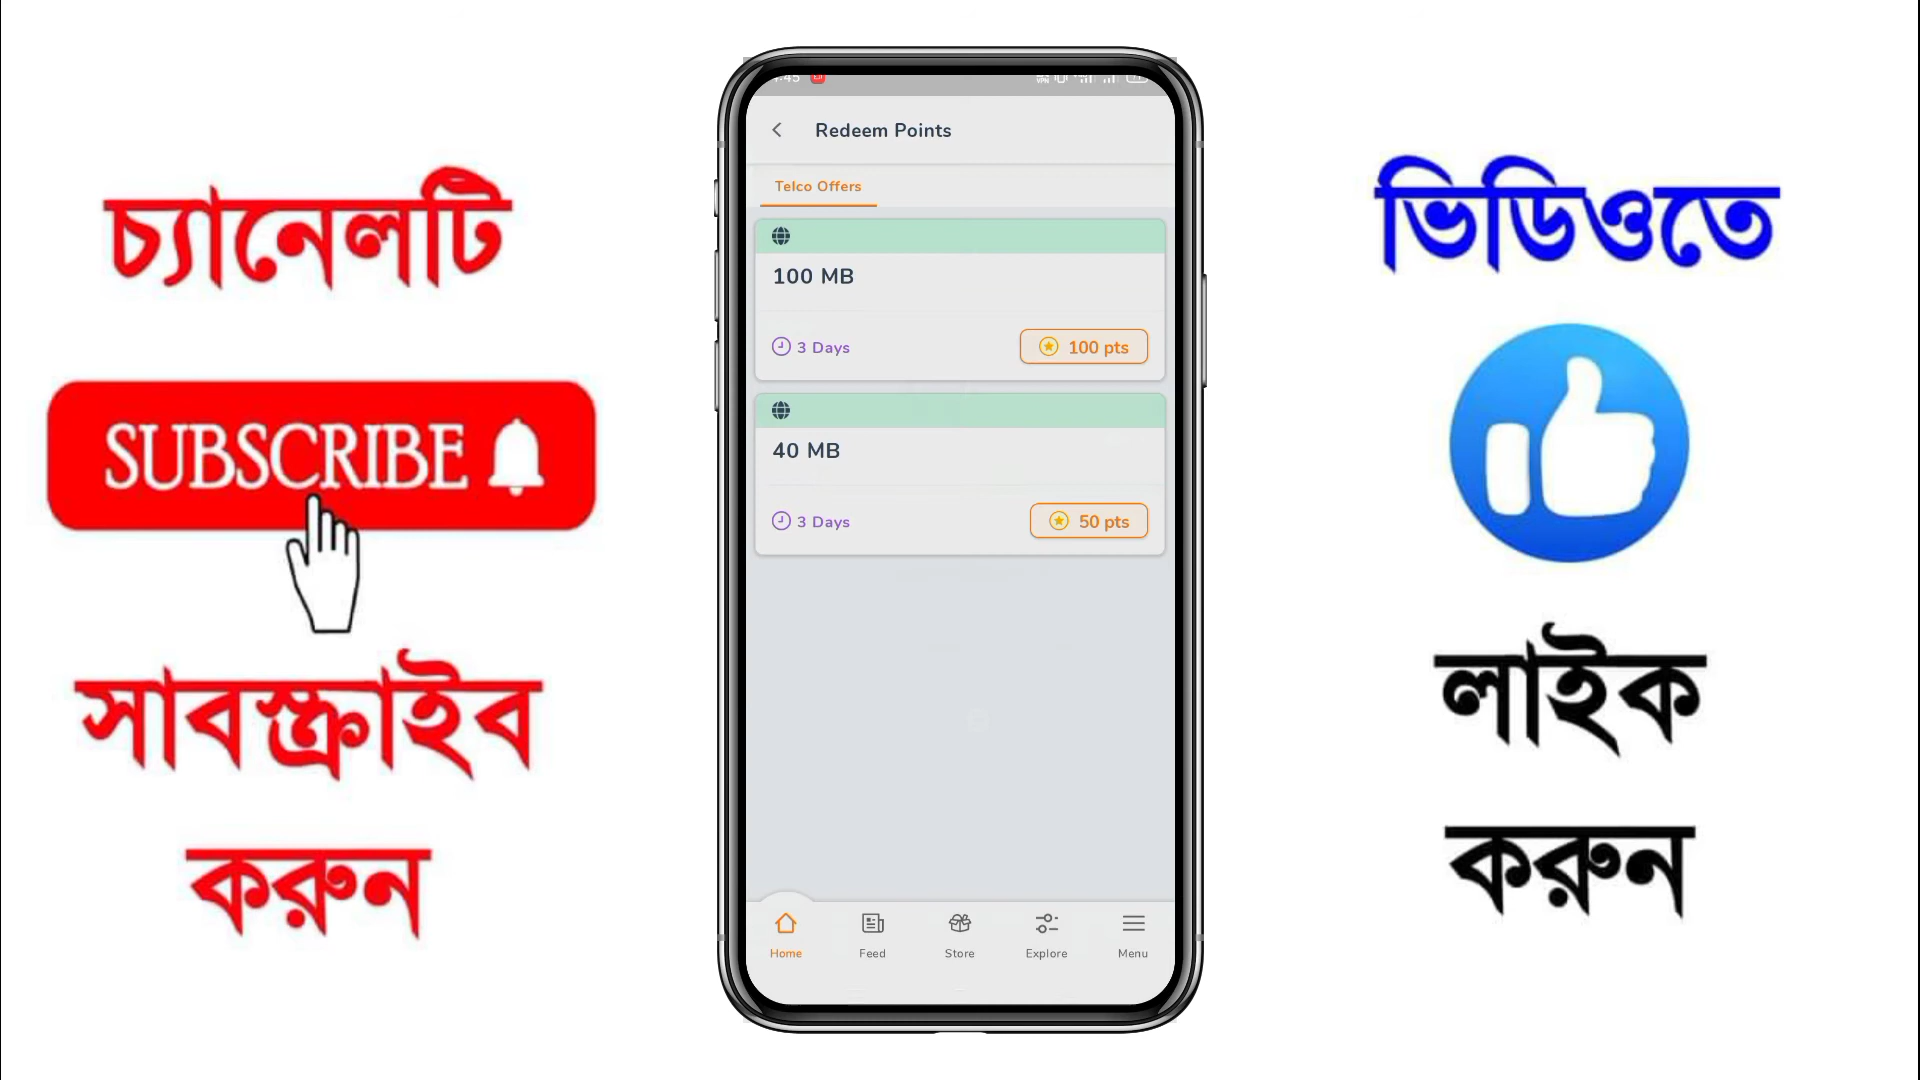 চ্যানেলটি
SUBSCRIBE
সাবস্ক্রাইব
করুন
Redeem Points
Telco Offers
100 MB
3 Days
100 pts
40 MB
3 Days
50 pts
Home
Feed
Store
Explore
Menu
ভিডিওতে
লাইক
করুন